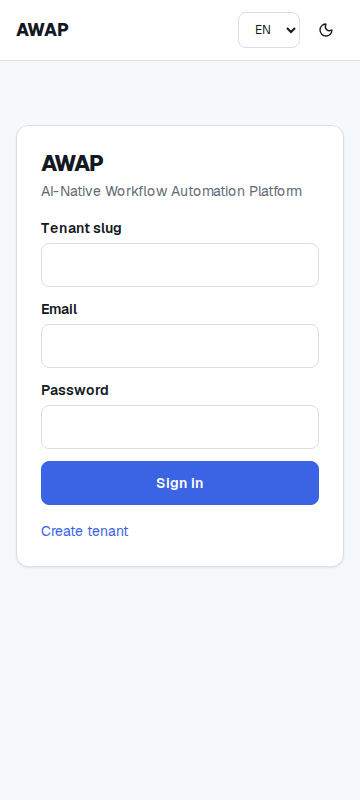 AWAP
EN
AWAP
AI-Native Workflow Automation Platform
Tenant slug
Email
Password
Sign in
Create tenant